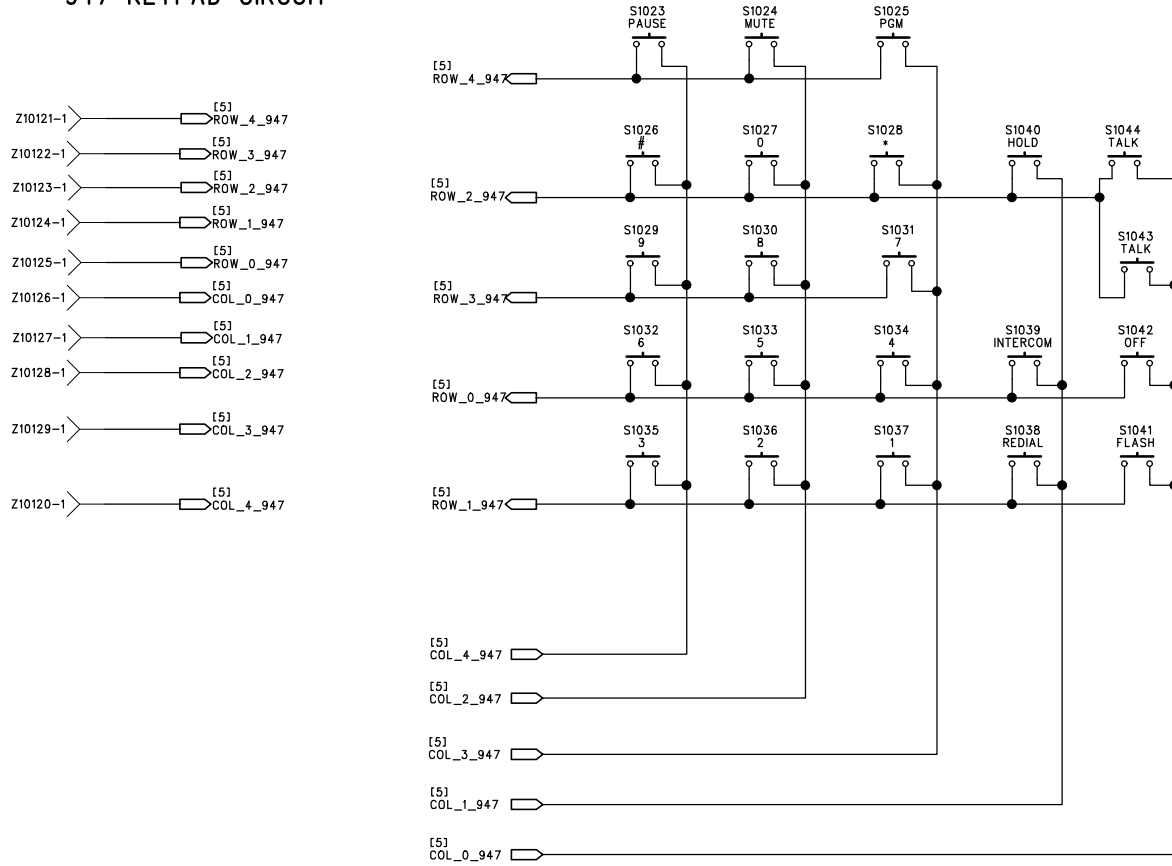 947 KEYPAD CIRCUIT
Z10121-1
[5]
ROW_4_947
Z10122-1
[5]
ROW_3_947
Z10123-1
[5]
ROW_2_947
Z10124-1
[5]
ROW_1_947
Z10125-1
[5]
ROW_0_947
Z10126-1
[5]
COL_0_947
Z10127-1
[5]
COL_1_947
Z10128-1
[5]
COL_2_947
Z10129-1
[5]
COL_3_947
Z10120-1
[5]
COL_4_947
[5]
ROW_4_947
S1023
PAUSE
S1024
MUTE
S1025
PGM
[5]
ROW_2_947
S1026
#
S1027
0
S1028
*
S1040
HOLD
S1044
TALK
[5]
ROW_3_947
S1029
9
S1030
8
S1031
7
S1043
TALK
[5]
ROW_0_947
S1032
6
S1033
5
S1034
4
S1039
INTERCOM
S1042
OFF
[5]
ROW_1_947
S1035
3
S1036
2
S1037
1
S1038
REDIAL
S1041
FLASH
[5]
COL_4_947
[5]
COL_2_947
[5]
COL_3_947
[5]
COL_1_947
[5]
COL_0_947